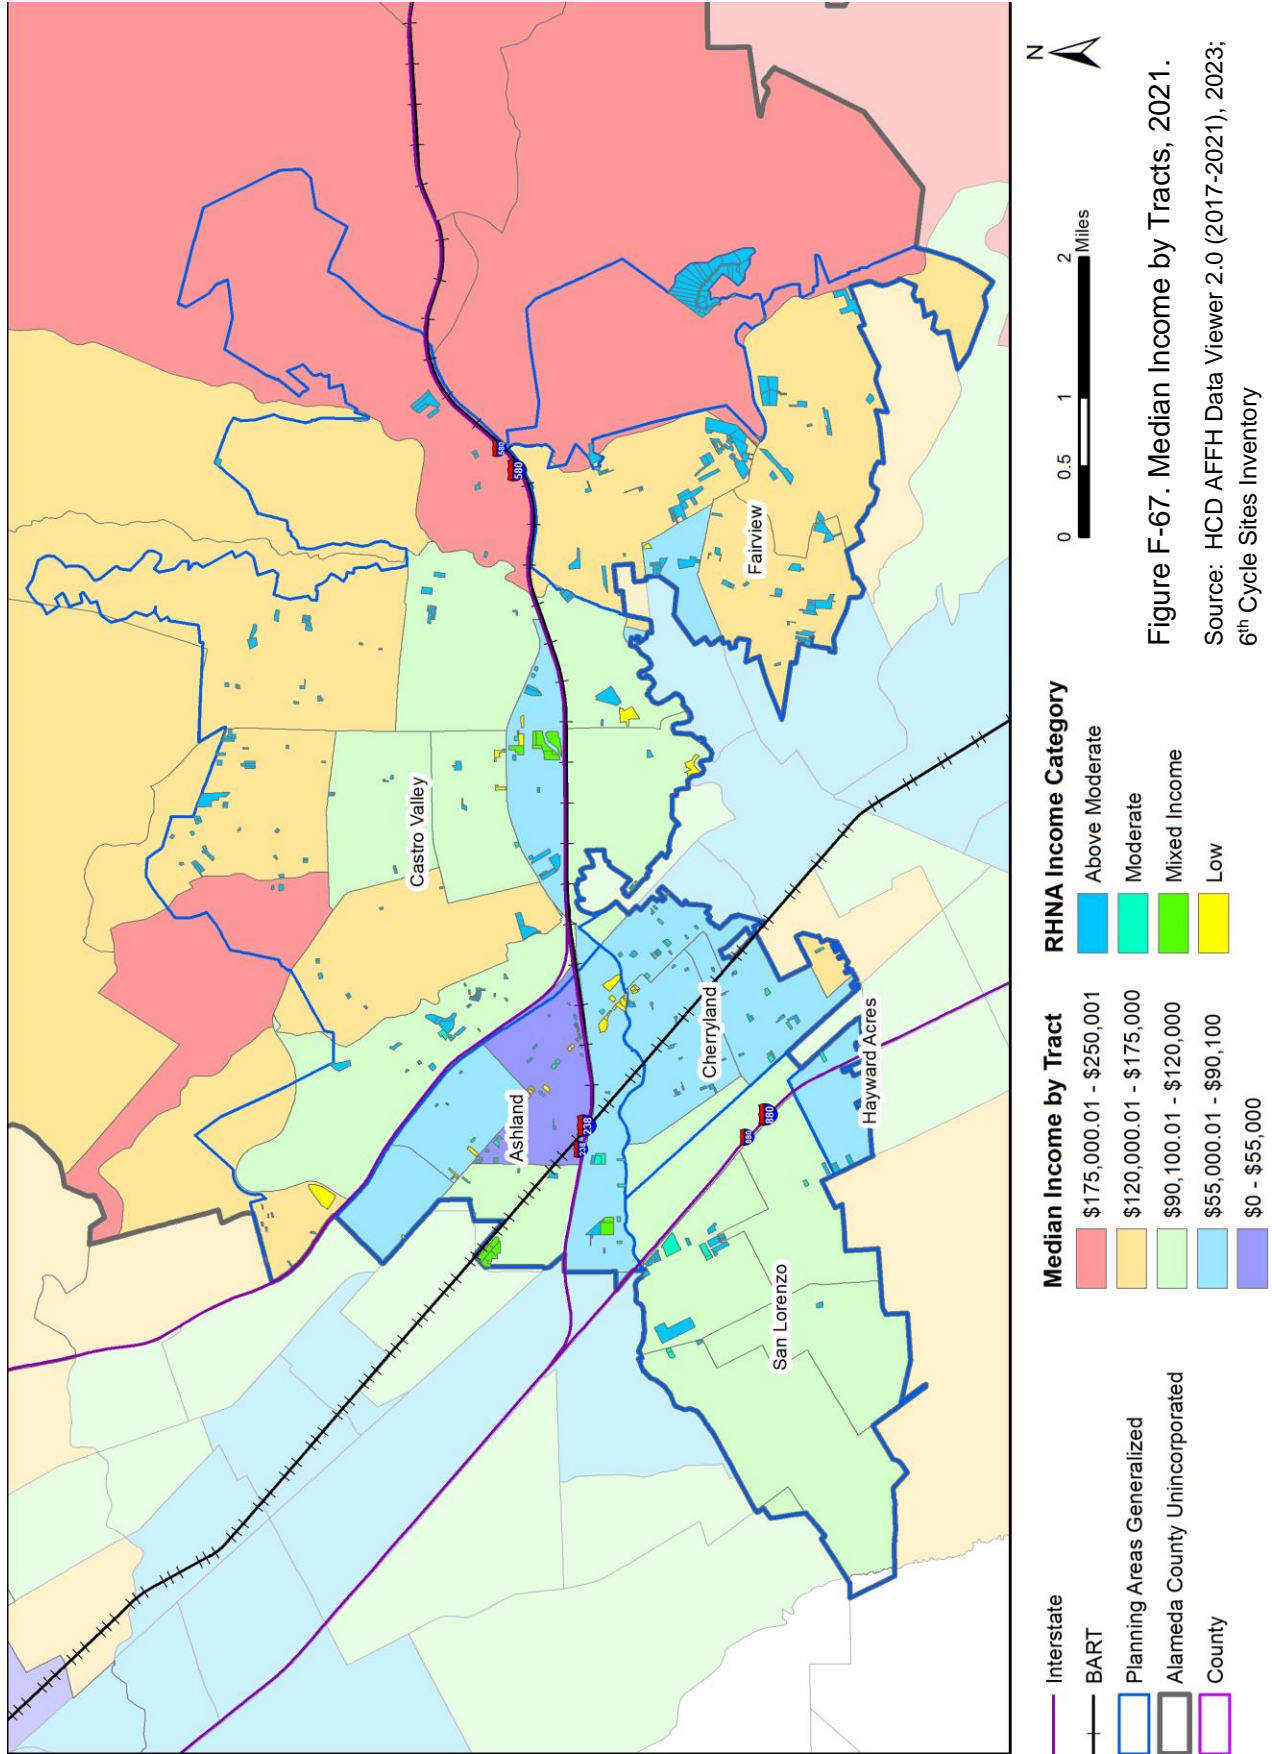 Castro Valley
Fairview
Ashland
Cherryland
Hayward Acres
San Lorenzo
580
580
238
238
880
880
N
0 0.5 1 2
Miles
Figure F-67. Median Income by Tracts, 2021.
Source: HCD AFFH Data Viewer 2.0 (2017-2021), 2023;
6th Cycle Sites Inventory
Interstate
BART
Planning Areas Generalized
Alameda County Unincorporated
County
Median Income by Tract
$175,000.01 - $250,001
$120,000.01 - $175,000
$90,100.01 - $120,000
$55,000.01 - $90,100
$0 - $55,000
RHNA Income Category
Above Moderate
Moderate
Mixed Income
Low